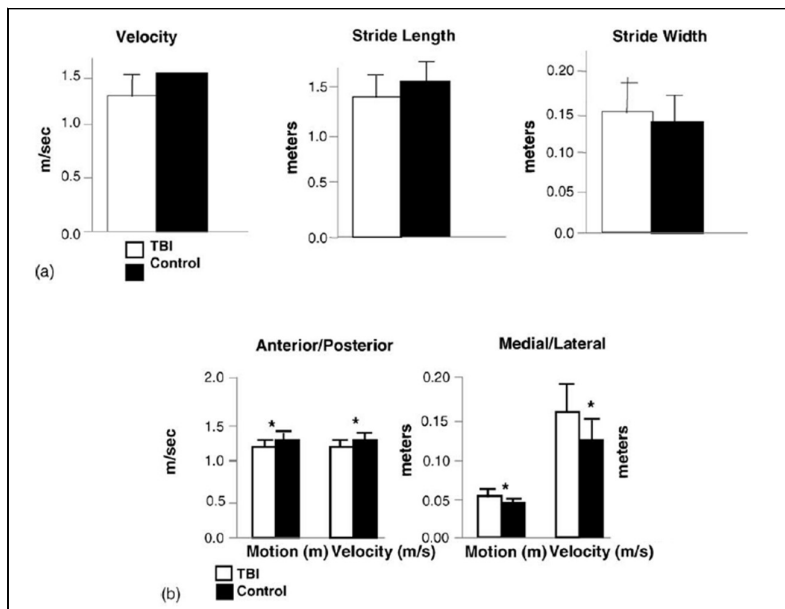 Velocity
Stride Length
Stride Width
m/sec
1.5
1.0
0.5
0.0
meters
1.5
1.0
0.5
0.0
meters
0.20
0.15
0.10
0.05
0.0
TBI
Control
(a)
Anterior/Posterior
Medial/Lateral
m/sec
2.0
1.5
1.0
0.5
0.0
* *
meters
0.20
0.15
0.10
0.05
0.00
* *
meters
Motion (m) Velocity (m/s)
Motion (m) Velocity (m/s)
TBI
Control
(b)